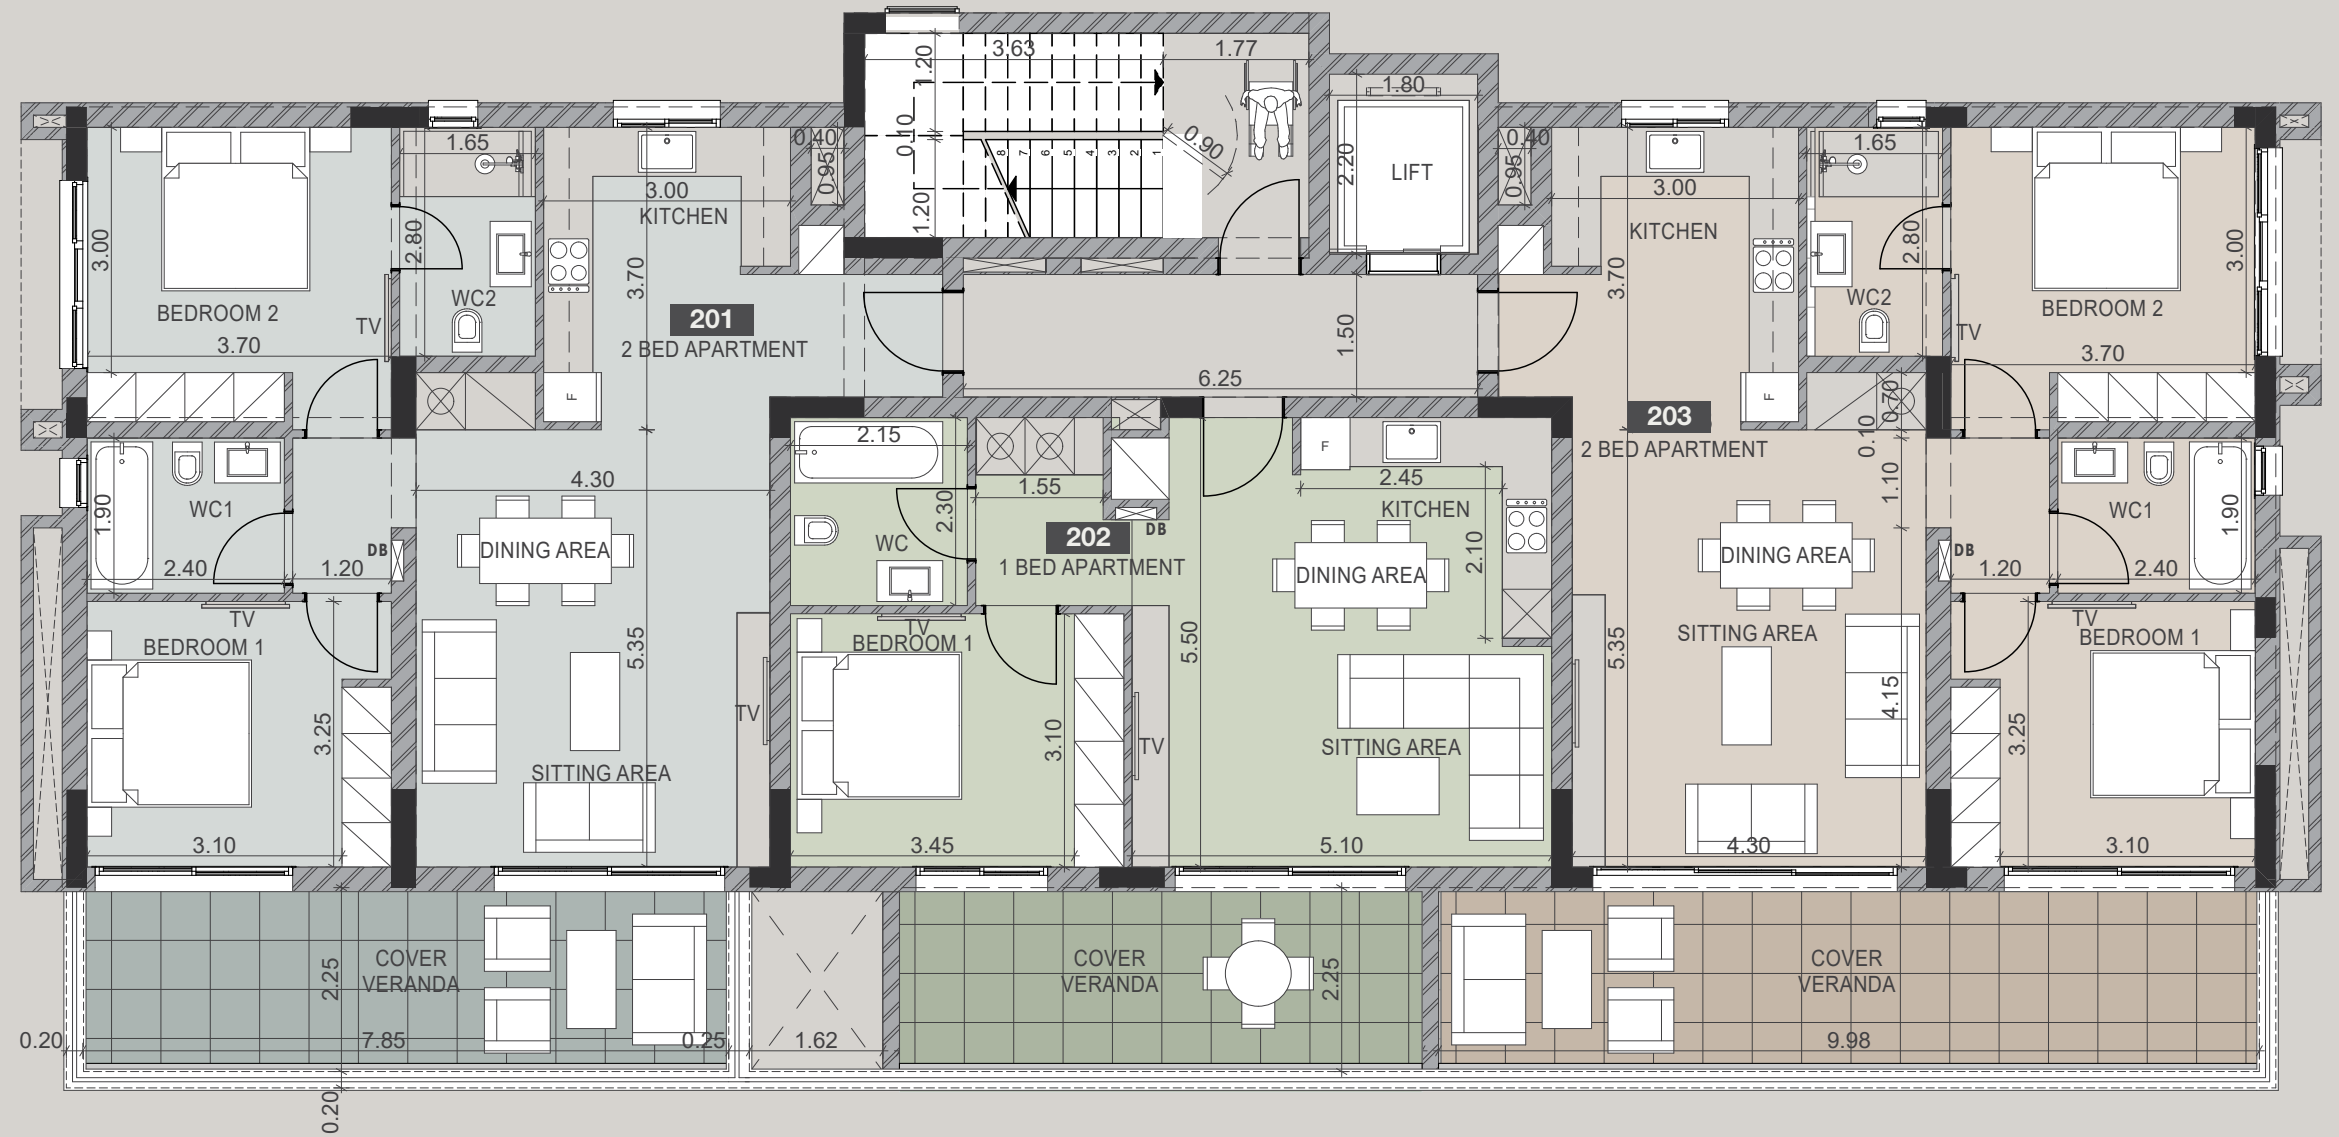 3.63
1.77
1.20
0.10
1.20
8
7
6
5
4
3
2
1
0.90
1.80
2.20
LIFT
0.40
0.95
0.40
0.95
1.50
6.25
1.65
3.00
KITCHEN
2.80
WC2
3.00
BEDROOM 2
TV
3.70
3.70
201
2 BED APARTMENT
F
4.30
1.90
WC1
2.40
1.20
DB
DINING AREA
TV
BEDROOM 1
5.35
3.25
TV
SITTING AREA
3.10
COVER
VERANDA
2.25
0.20
7.85
0.25
1.62
0.20
2.15
1.55
2.30
WC
202
1 BED APARTMENT
DB
F
2.45
KITCHEN
2.10
DINING AREA
TV
BEDROOM 1
5.50
3.10
TV
SITTING AREA
3.45
5.10
COVER
VERANDA
2.25
1.65
3.00
KITCHEN
2.80
WC2
3.00
BEDROOM 2
TV
3.70
3.70
0.70
0.10
203
2 BED APARTMENT
F
1.10
1.90
WC1
DB
DINING AREA
1.20
2.40
TV
SITTING AREA
BEDROOM 1
5.35
4.15
3.25
4.30
3.10
COVER
VERANDA
9.98